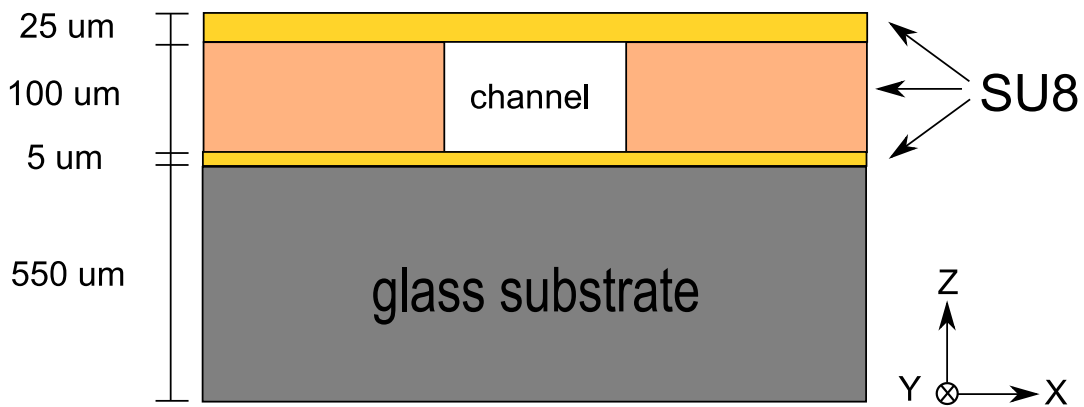 25 um
100 um
channel
SU8
5 um
550 um
glass substrate
Z
Y
X